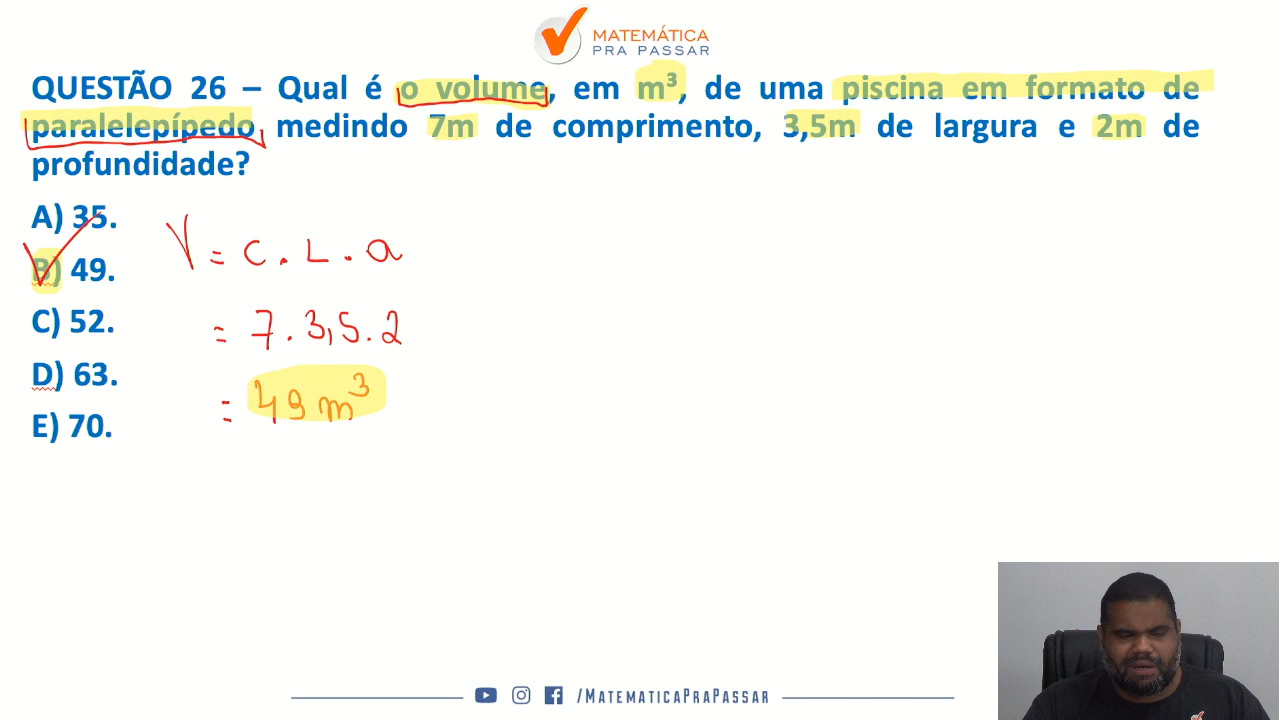 MATEMÁTICA
PRA PASSAR
QUESTÃO 26 – Qual é o volume, em m³, de uma piscina em formato de
paralelepípedo, medindo 7m de comprimento, 3,5m de largura e 2m de
profundidade?
A) 35.
B) 49.
C) 52.
D) 63.
E) 70.
V = C . L . a
= 7 . 3,5 . 2
= 49 m³
/MATEMATICAPRAPASSAR